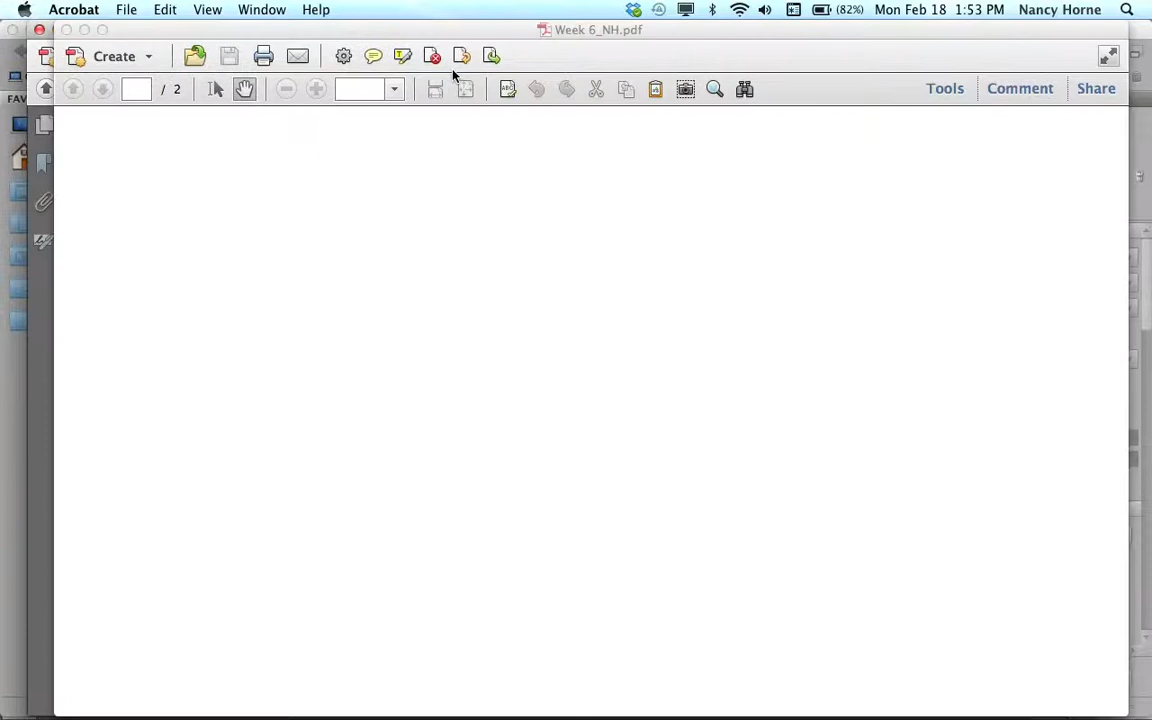 Acrobat File Edit View Window Help (82%) Mon Feb 18 1:53 PM Nancy Horne
Week 6_NH.pdf
Create
/ 2 Tools Comment Share
FAV